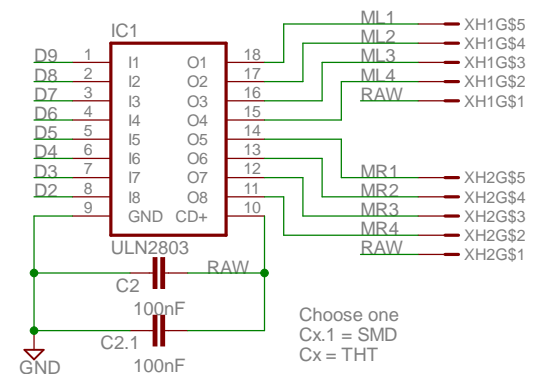 IC1
ML1 XH1G$5
ML2 XH1G$4
D9 1 I1 O1 18 ML3 XH1G$3
D8 2 I2 O2 17 ML4 XH1G$2
D7 3 I3 O3 16 RAW XH1G$1
D6 4 I4 O4 15
D5 5 I5 O5 14
D4 6 I6 O6 13
D3 7 I7 O7 12 MR1 XH2G$5
D2 8 I8 O8 11 MR2 XH2G$4
9 GND CD+ 10 MR3 XH2G$3
MR4 XH2G$2
ULN2803 RAW XH2G$1
RAW
C2
100nF
C2.1
100nF
GND
Choose one
Cx.1 = SMD
Cx = THT